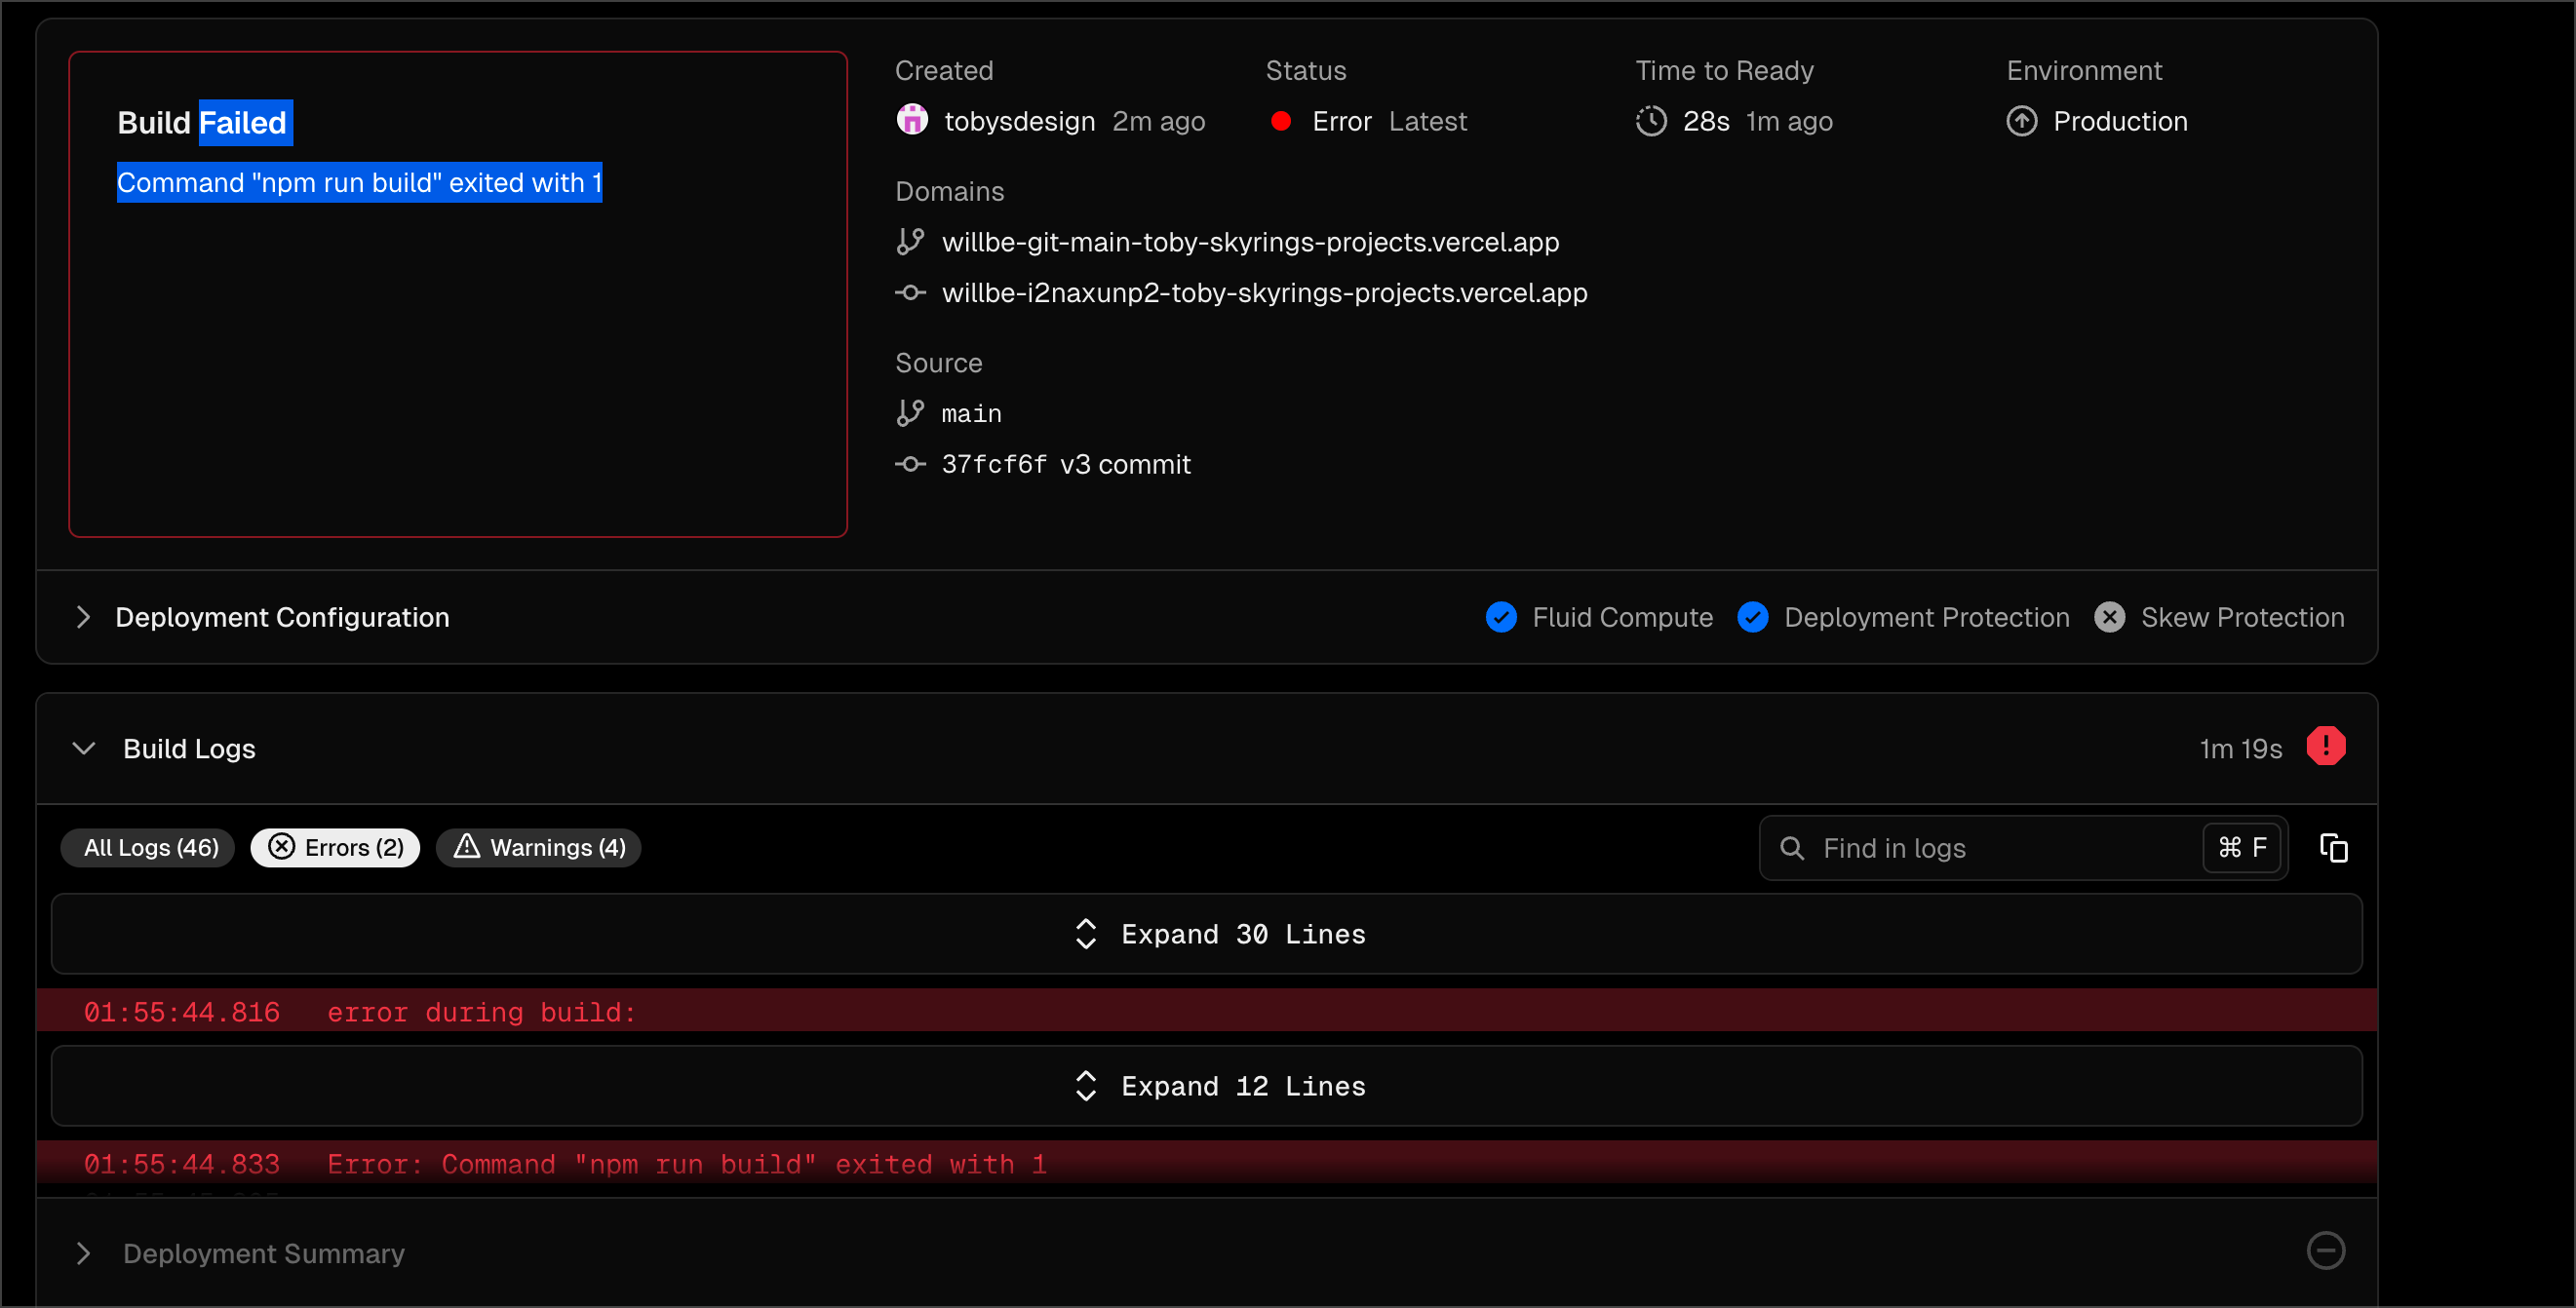 Build Failed
Command "npm run build" exited with 1
Created
tobysdesign 2m ago
Status
Error Latest
Time to Ready
28s 1m ago
Environment
Production
Domains
willbe-git-main-toby-skyrings-projects.vercel.app
willbe-i2naxunp2-toby-skyrings-projects.vercel.app
Source
main
37fcf6f v3 commit
Deployment Configuration
Fluid Compute
Deployment Protection
Skew Protection
Build Logs
1m 19s
All Logs (46)
Errors (2)
Warnings (4)
Find in logs
⌘ F
Expand 30 Lines
01:55:44.816 error during build:
Expand 12 Lines
01:55:44.833 Error: Command "npm run build" exited with 1
Deployment Summary